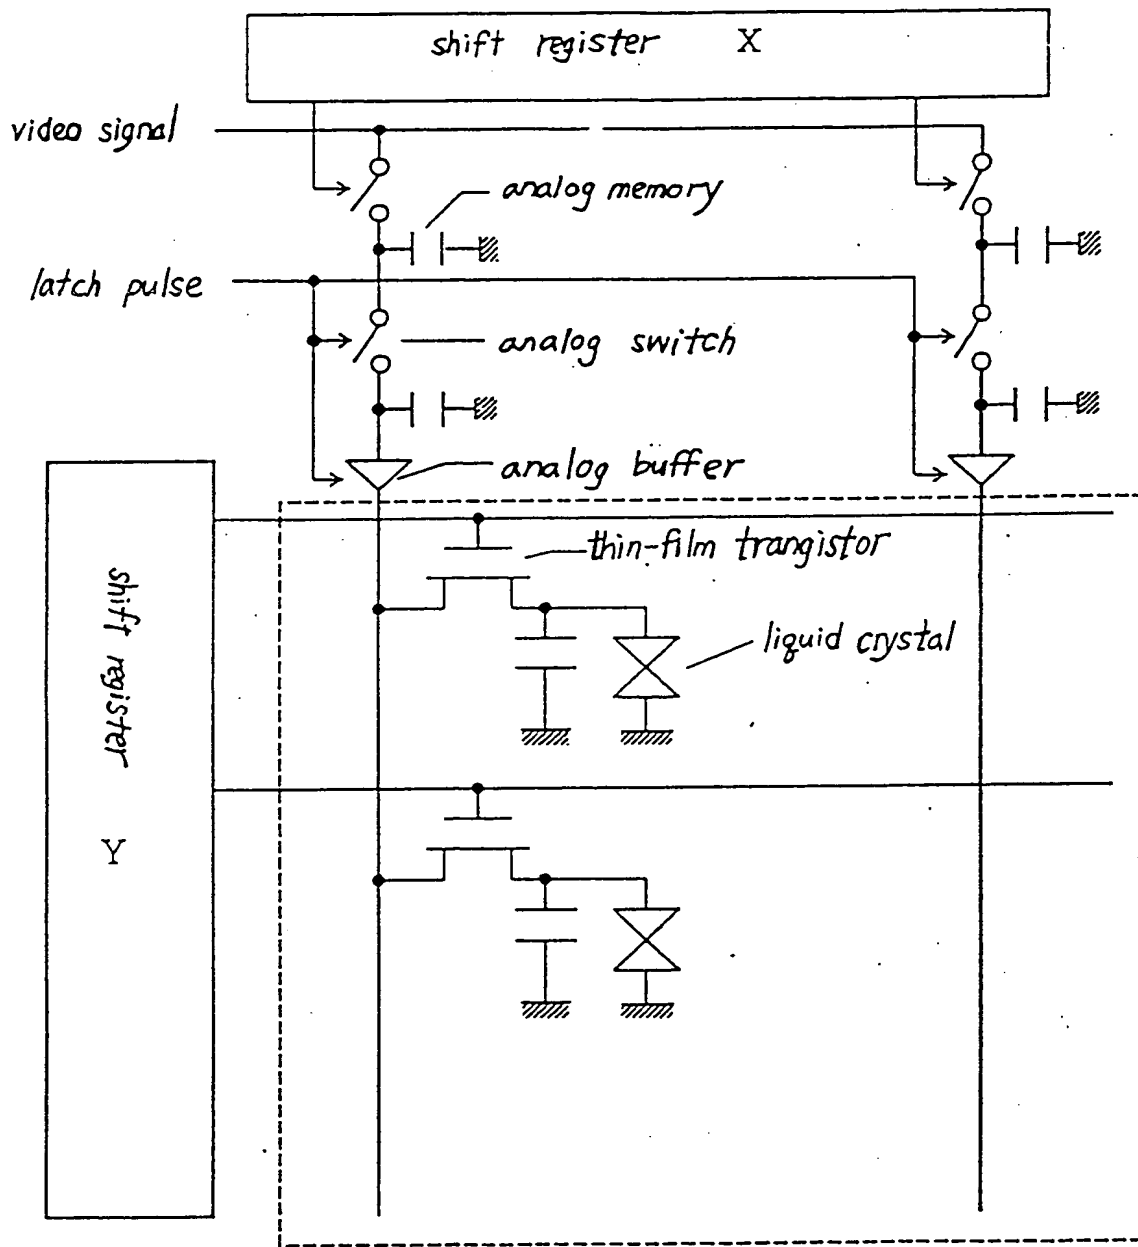 shift register X
video signal
analog memory
latch pulse
analog switch
analog buffer
thin-film trangistor
liquid crystal
shift register Y